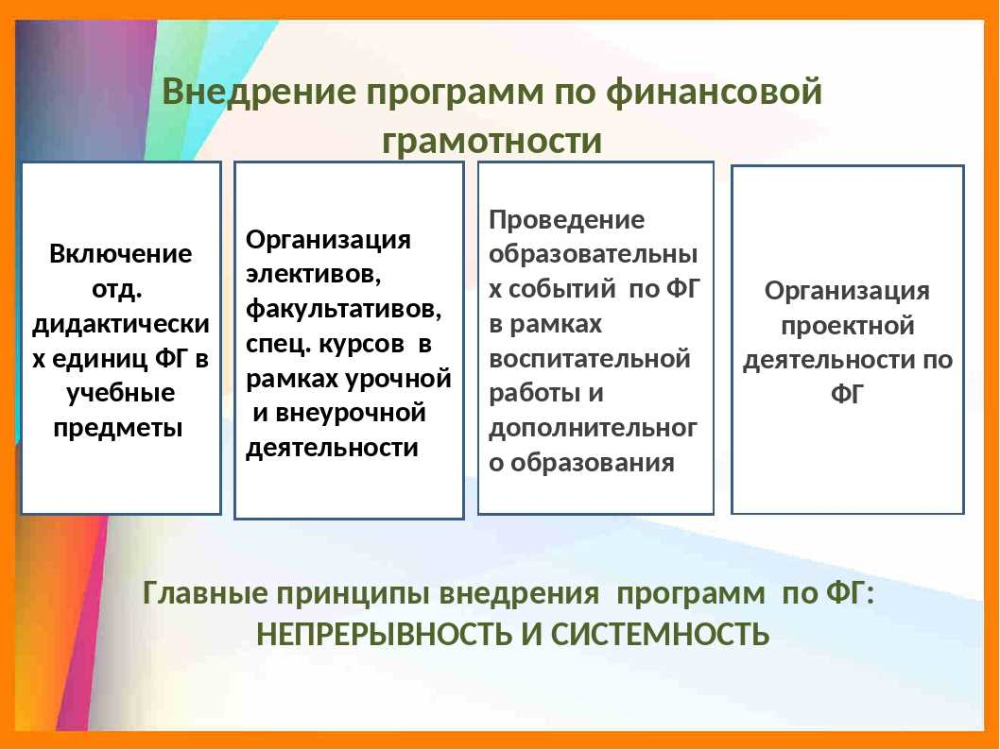 Внедрение программ по финансовой
грамотности
Включение
отд.
дидактически
х единиц ФГ в
учебные
предметы
Организация
элективов,
факультативов,
спец. курсов в
рамках урочной
и внеурочной
деятельности
Проведение
образовательны
х событий по ФГ
в рамках
воспитательной
работы и
дополнительног
о образования
Организация
проектной
деятельности по
ФГ
Главные принципы внедрения программ по ФГ:
НЕПРЕРЫВНОСТЬ И СИСТЕМНОСТЬ